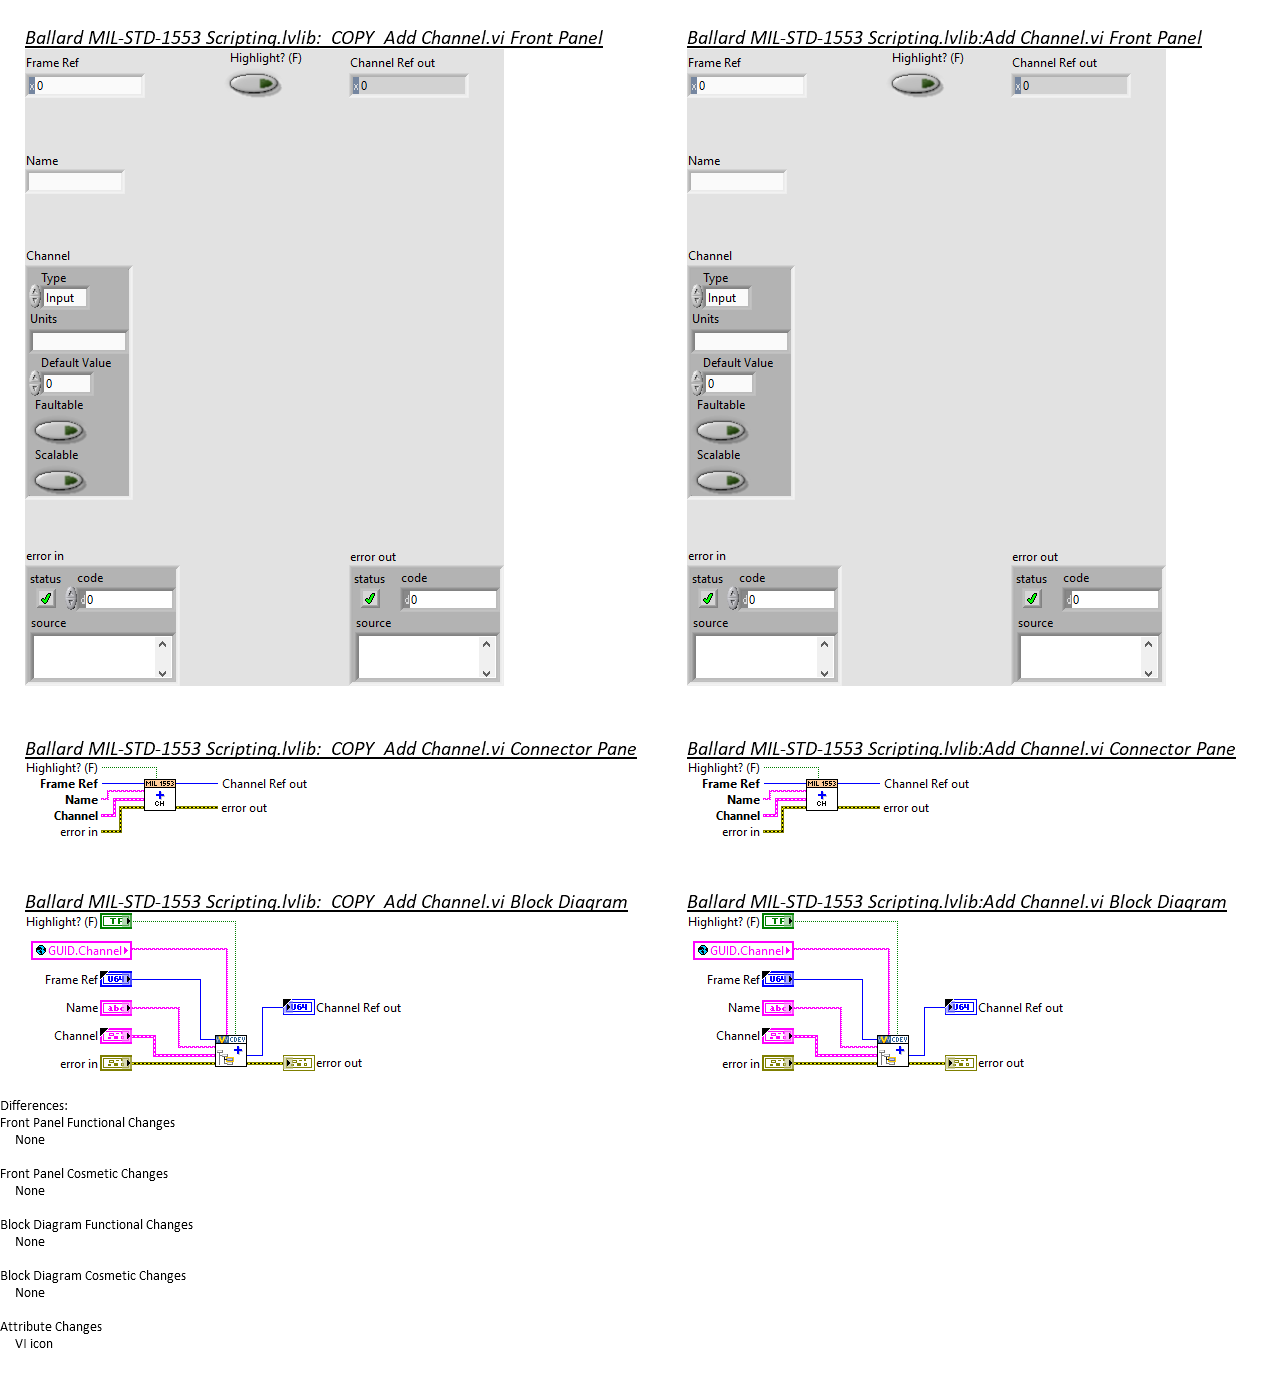 Ballard MIL-STD-1553 Scripting.lvlib:_COPY_Add Channel.vi Front Panel
Frame Ref
Highlight? (F)
Channel Ref out
x 0
x 0
Name
Channel
Type
Input
Units
Default Value
0
Faultable
Scalable
error in
status
code
d 0
source
error out
status
code
d 0
source
Ballard MIL-STD-1553 Scripting.lvlib:Add Channel.vi Front Panel
Frame Ref
Highlight? (F)
Channel Ref out
x 0
x 0
Name
Channel
Type
Input
Units
Default Value
0
Faultable
Scalable
error in
status
code
d 0
source
error out
status
code
d 0
source
Ballard MIL-STD-1553 Scripting.lvlib:_COPY_Add Channel.vi Connector Pane
Highlight? (F)
Frame Ref
Name
Channel
error in
MIL 1553
CH
Channel Ref out
error out
Ballard MIL-STD-1553 Scripting.lvlib:Add Channel.vi Connector Pane
Highlight? (F)
Frame Ref
Name
Channel
error in
MIL 1553
CH
Channel Ref out
error out
Ballard MIL-STD-1553 Scripting.lvlib:_COPY_Add Channel.vi Block Diagram
Highlight? (F) TF
GUID.Channel
Frame Ref U64
Name abc
Channel
error in
CDEV
U64 Channel Ref out
error out
Ballard MIL-STD-1553 Scripting.lvlib:Add Channel.vi Block Diagram
Highlight? (F) TF
GUID.Channel
Frame Ref U64
Name abc
Channel
error in
CDEV
U64 Channel Ref out
error out
Differences:
Front Panel Functional Changes
None
Front Panel Cosmetic Changes
None
Block Diagram Functional Changes
None
Block Diagram Cosmetic Changes
None
Attribute Changes
VI icon